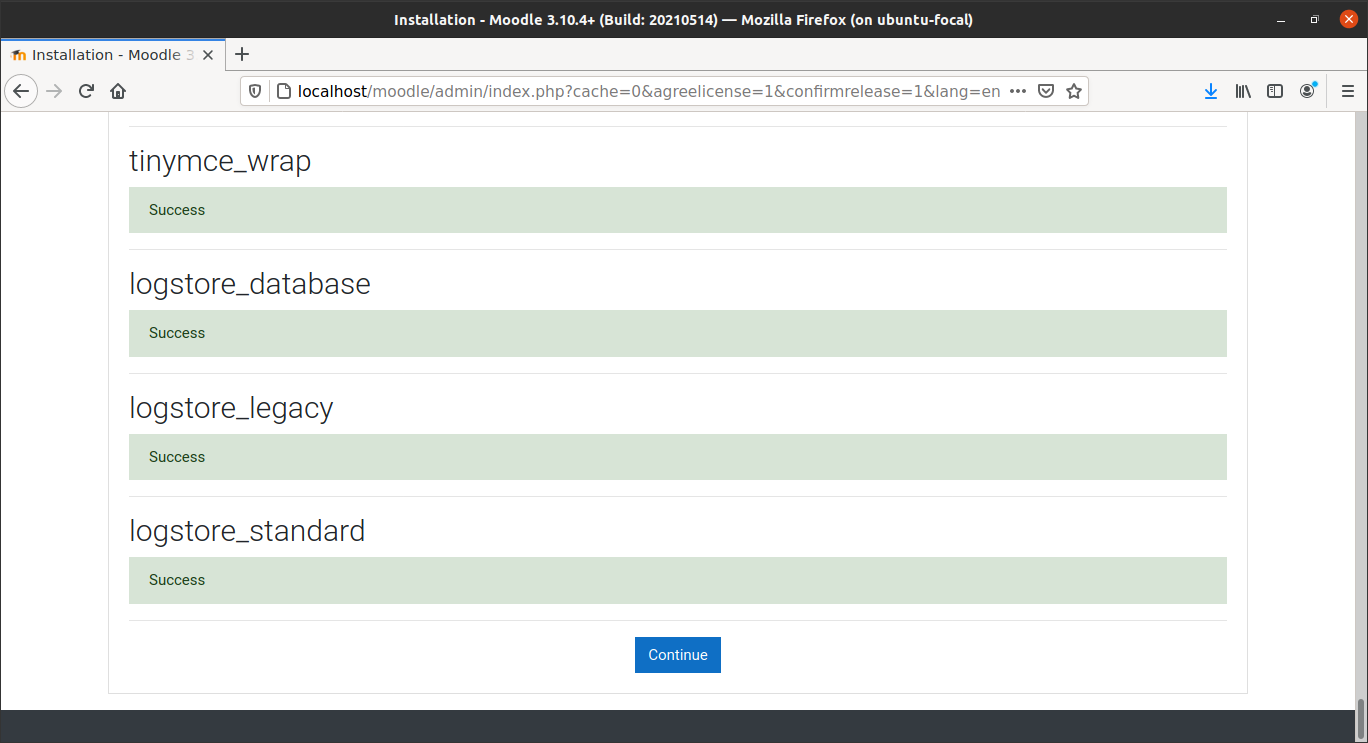 Installation - Moodle 3.10.4+ (Build: 20210514) — Mozilla Firefox (on ubuntu-focal)
Installation - Moodle 3
localhost/moodle/admin/index.php?cache=0&agreelicense=1&confirmrelease=1&lang=en
tinymce_wrap
Success
logstore_database
Success
logstore_legacy
Success
logstore_standard
Success
Continue